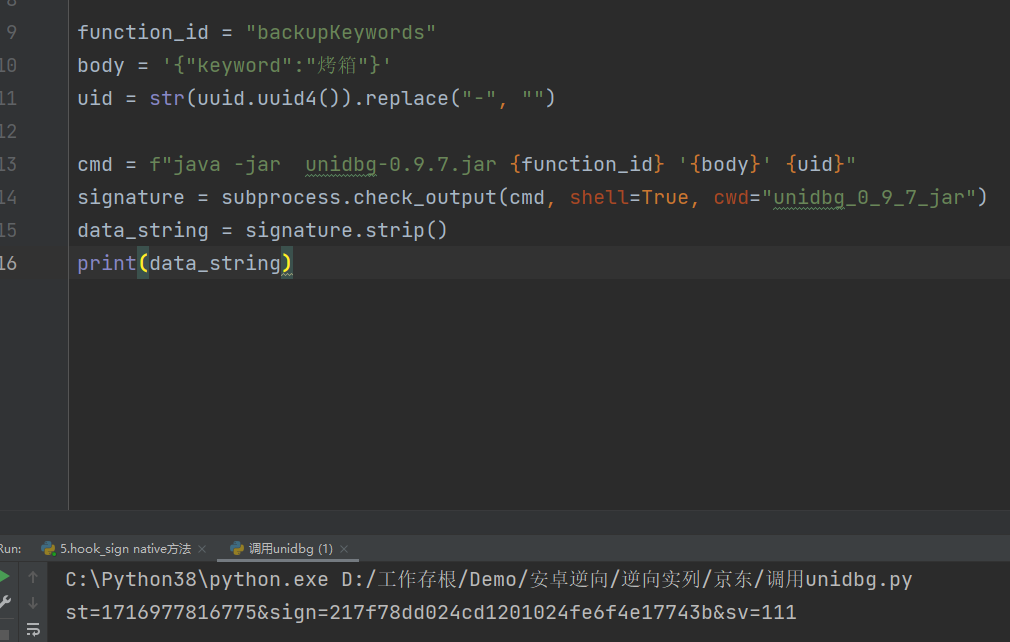 9 function_id = "backupKeywords"
10 body = '{"keyword":"烤箱"}'
11 uid = str(uuid.uuid4()).replace("-", "")
12
13 cmd = f"java -jar  unidbg-0.9.7.jar {function_id} '{body}' {uid}"
14 signature = subprocess.check_output(cmd, shell=True, cwd="unidbg_0_9_7_jar")
15 data_string = signature.strip()
16 print(data_string)
Run: 5.hook_sign native方法 × 调用unidbg (1) ×
C:\Python38\python.exe D:/工作存根/Demo/安卓逆向/逆向实列/京东/调用unidbg.py
st=1716977816775&sign=217f78dd024cd1201024fe6f4e17743b&sv=111